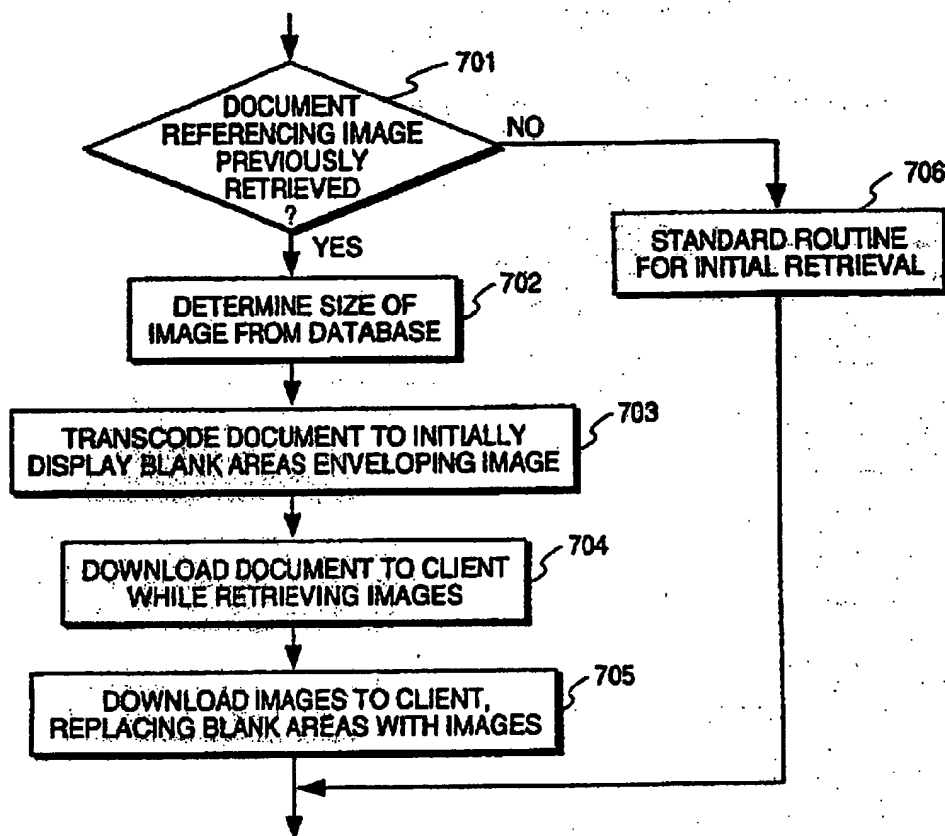 701
DOCUMENT
REFERENCING IMAGE
PREVIOUSLY
RETRIEVED
?
NO
YES
706
STANDARD ROUTINE
FOR INITIAL RETRIEVAL
702
DETERMINE SIZE OF
IMAGE FROM DATABASE
703
TRANSCODE DOCUMENT TO INITIALLY
DISPLAY BLANK AREAS ENVELOPING IMAGE
704
DOWNLOAD DOCUMENT TO CLIENT
WHILE RETRIEVING IMAGES
705
DOWNLOAD IMAGES TO CLIENT,
REPLACING BLANK AREAS WITH IMAGES